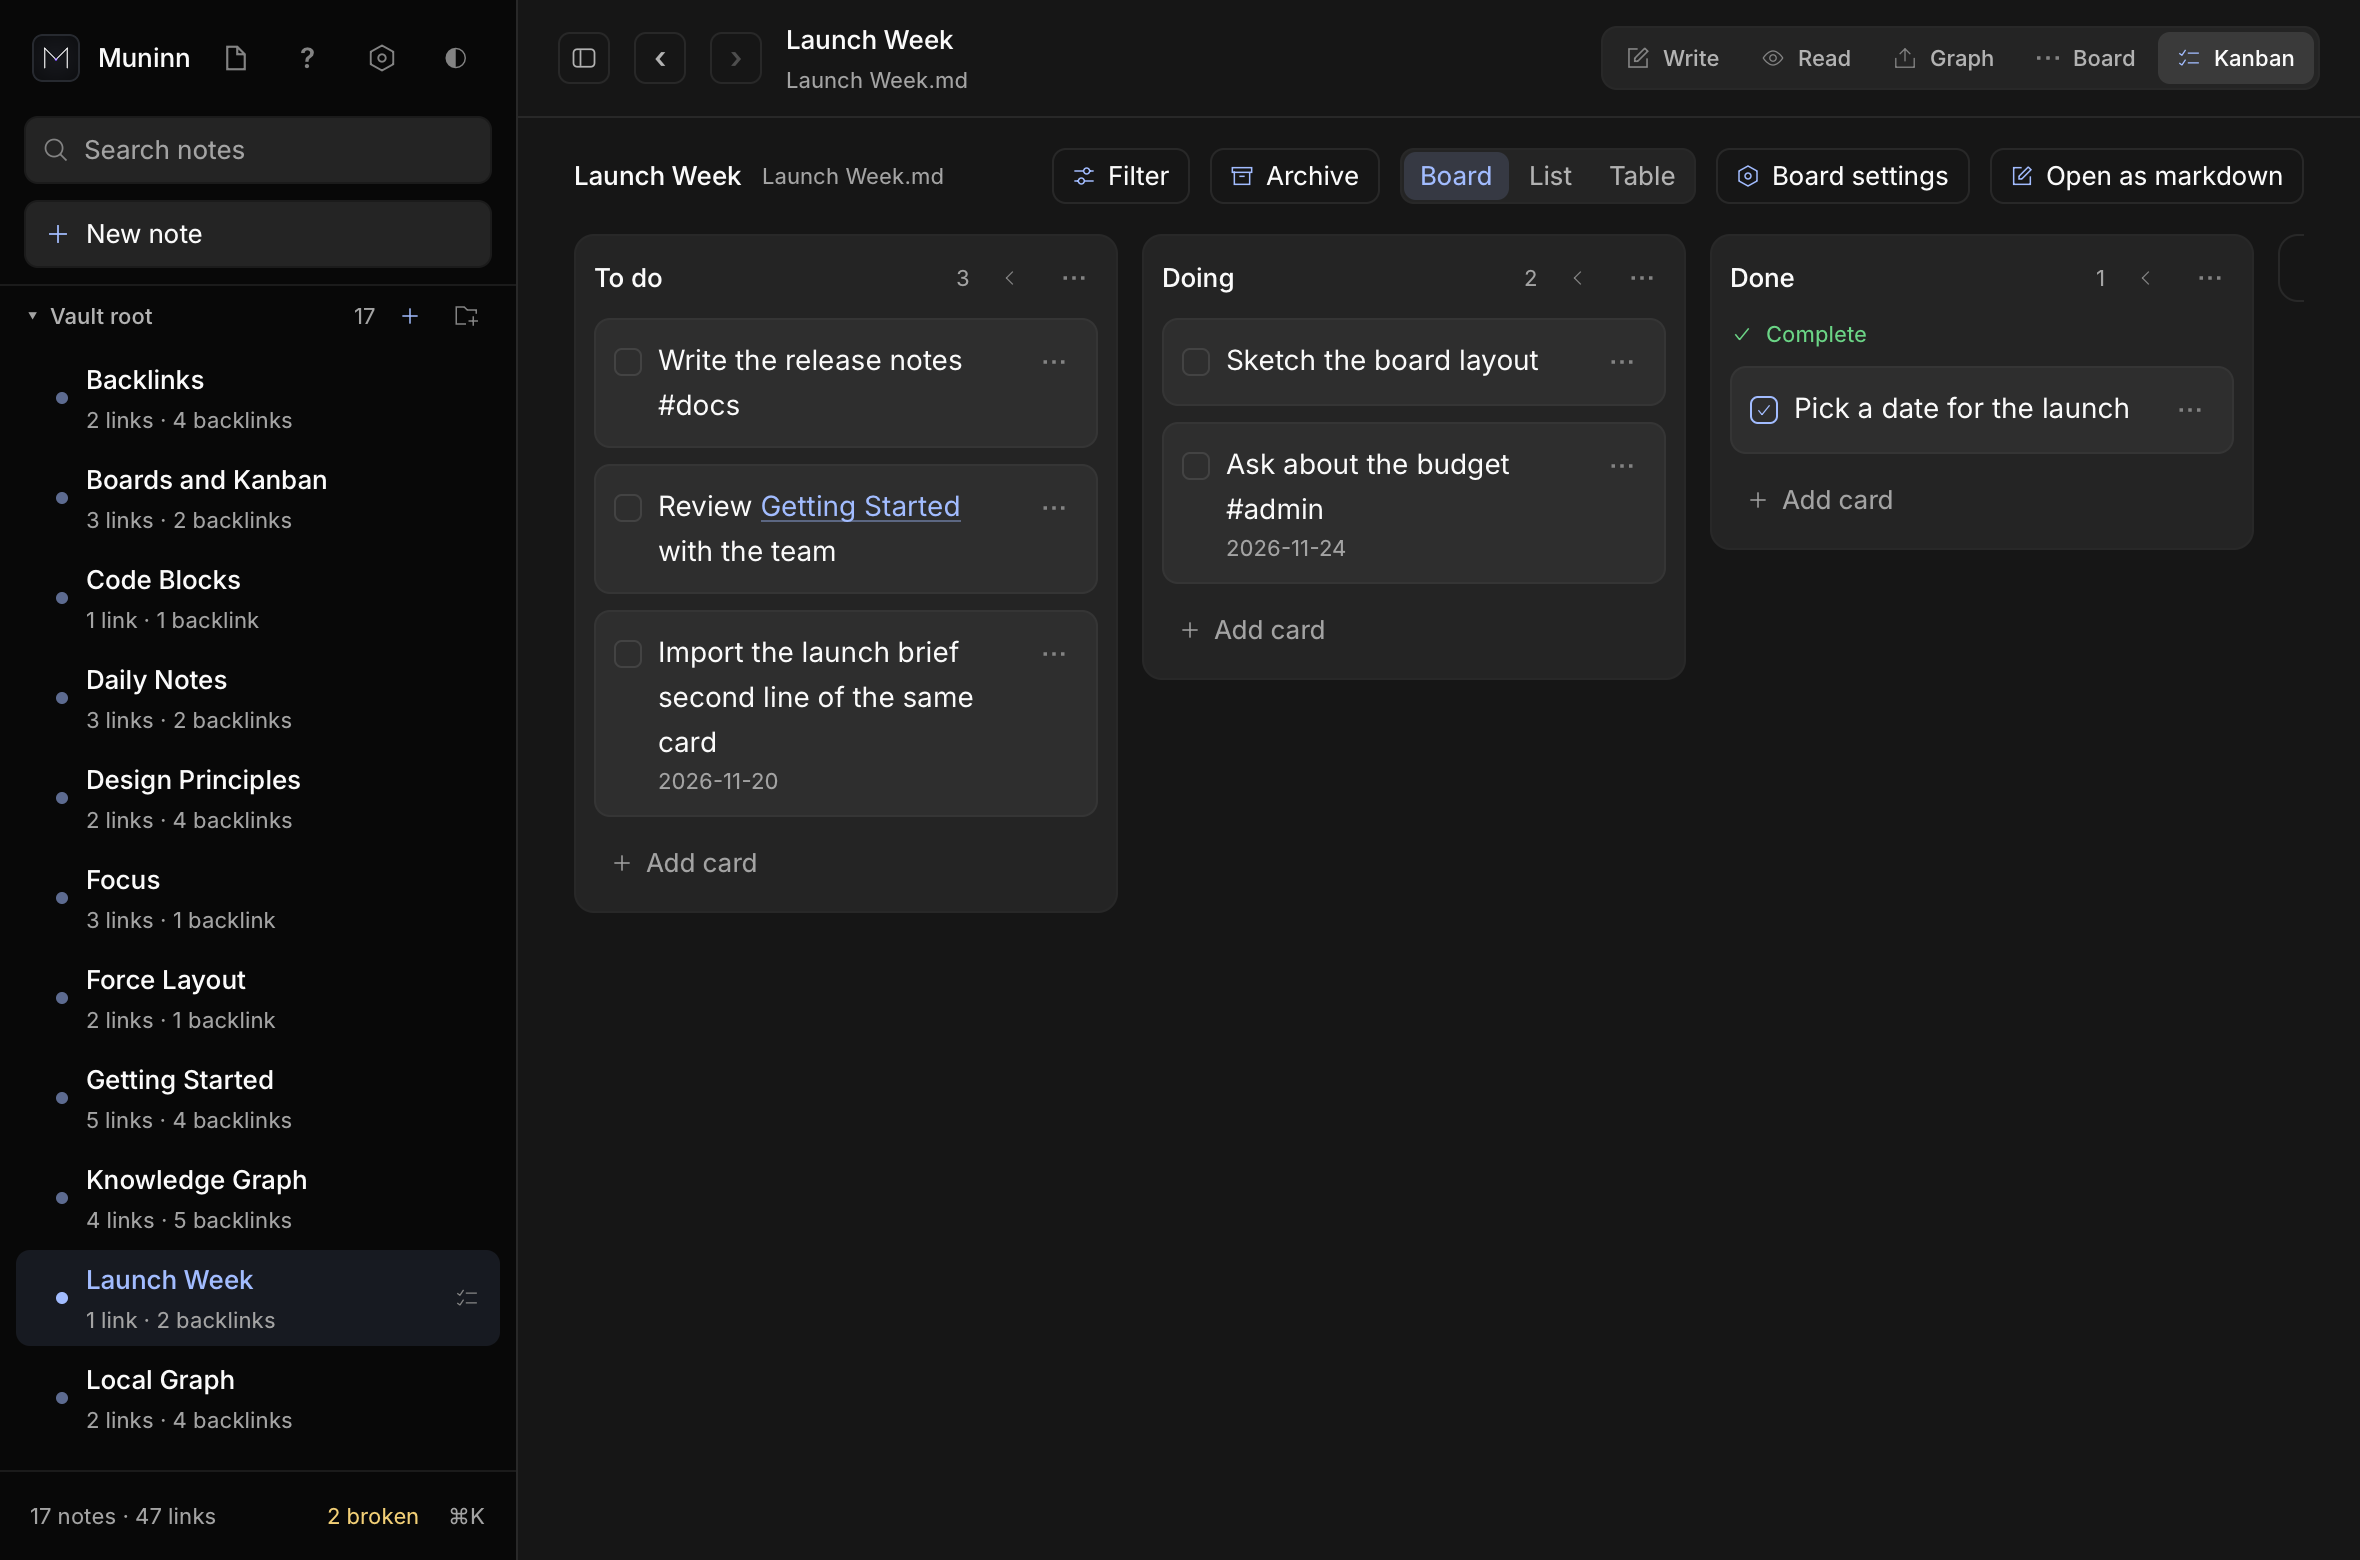 Muninn
?
Search notes
New note
Vault root 17
Backlinks
2 links · 4 backlinks
Boards and Kanban
3 links · 2 backlinks
Code Blocks
1 link · 1 backlink
Daily Notes
3 links · 2 backlinks
Design Principles
2 links · 4 backlinks
Focus
3 links · 1 backlink
Force Layout
2 links · 1 backlink
Getting Started
5 links · 4 backlinks
Knowledge Graph
4 links · 5 backlinks
Launch Week
1 link · 2 backlinks
Local Graph
2 links · 4 backlinks
17 notes · 47 links 2 broken ⌘K
Launch Week
Launch Week.md
Write Read Graph Board Kanban
Launch Week Launch Week.md Filter Archive Board List Table Board settings Open as markdown
To do 3
Write the release notes
#docs
Review Getting Started
with the team
Import the launch brief
second line of the same
card
2026-11-20
Add card
Doing 2
Sketch the board layout
Ask about the budget
#admin
2026-11-24
Add card
Done 1
Complete
Pick a date for the launch
Add card